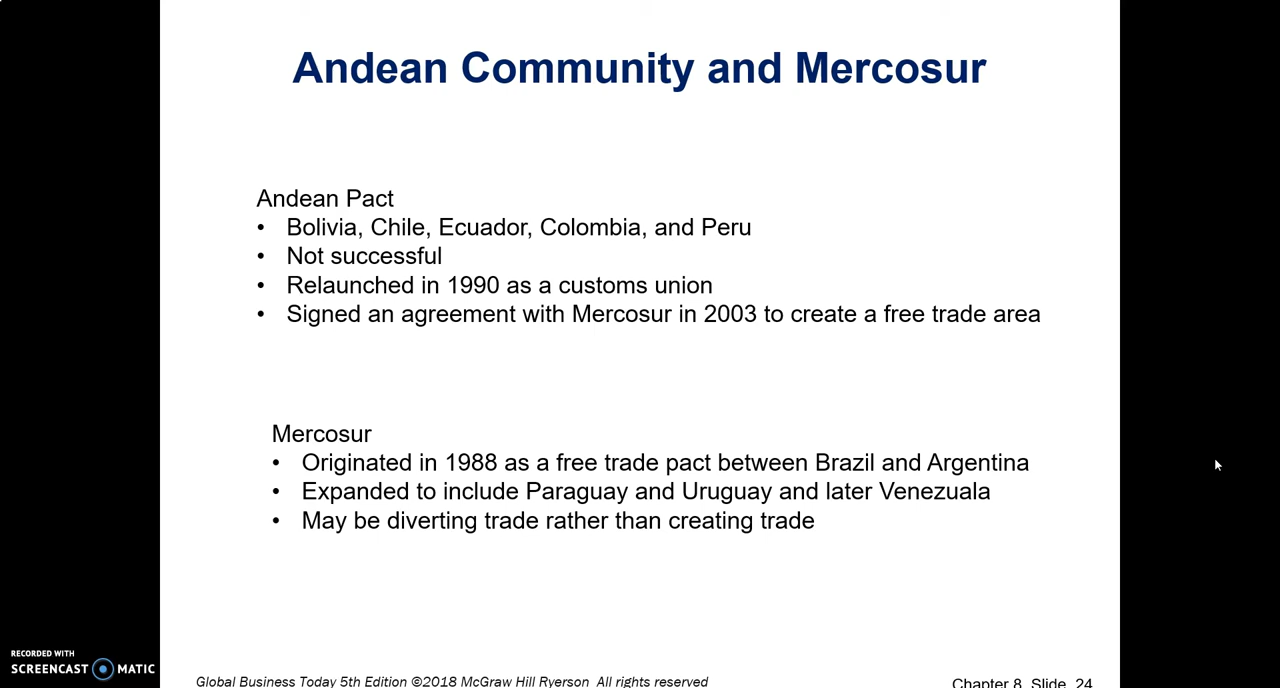 Andean Community and Mercosur
Andean Pact
• Bolivia, Chile, Ecuador, Colombia, and Peru
• Not successful
• Relaunched in 1990 as a customs union
• Signed an agreement with Mercosur in 2003 to create a free trade area
Mercosur
• Originated in 1988 as a free trade pact between Brazil and Argentina
• Expanded to include Paraguay and Uruguay and later Venezuala
• May be diverting trade rather than creating trade
RECORDED WITH
SCREENCAST MATIC
Global Business Today 5th Edition ©2018 McGraw Hill Ryerson All rights reserved
Chapter 8, Slide 24